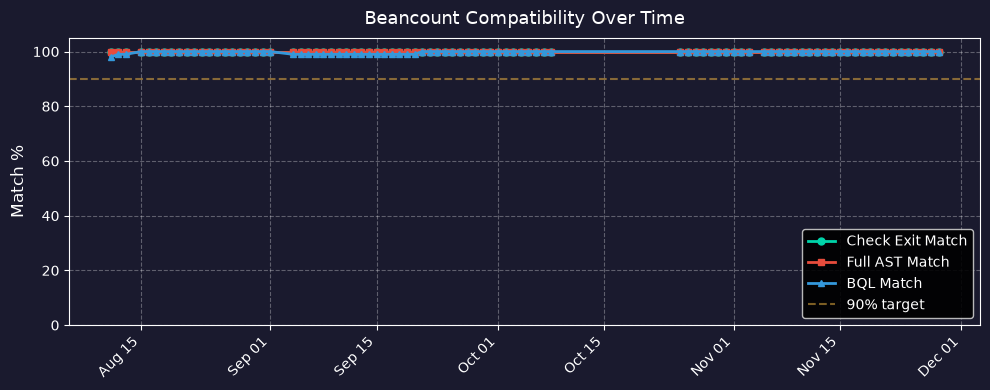 Beancount Compatibility Over Time
Match %
100
80
60
40
20
0
Check Exit Match
Full AST Match
BQL Match
90% target
Aug 15
Sep 01
Sep 15
Oct 01
Oct 15
Nov 01
Nov 15
Dec 01